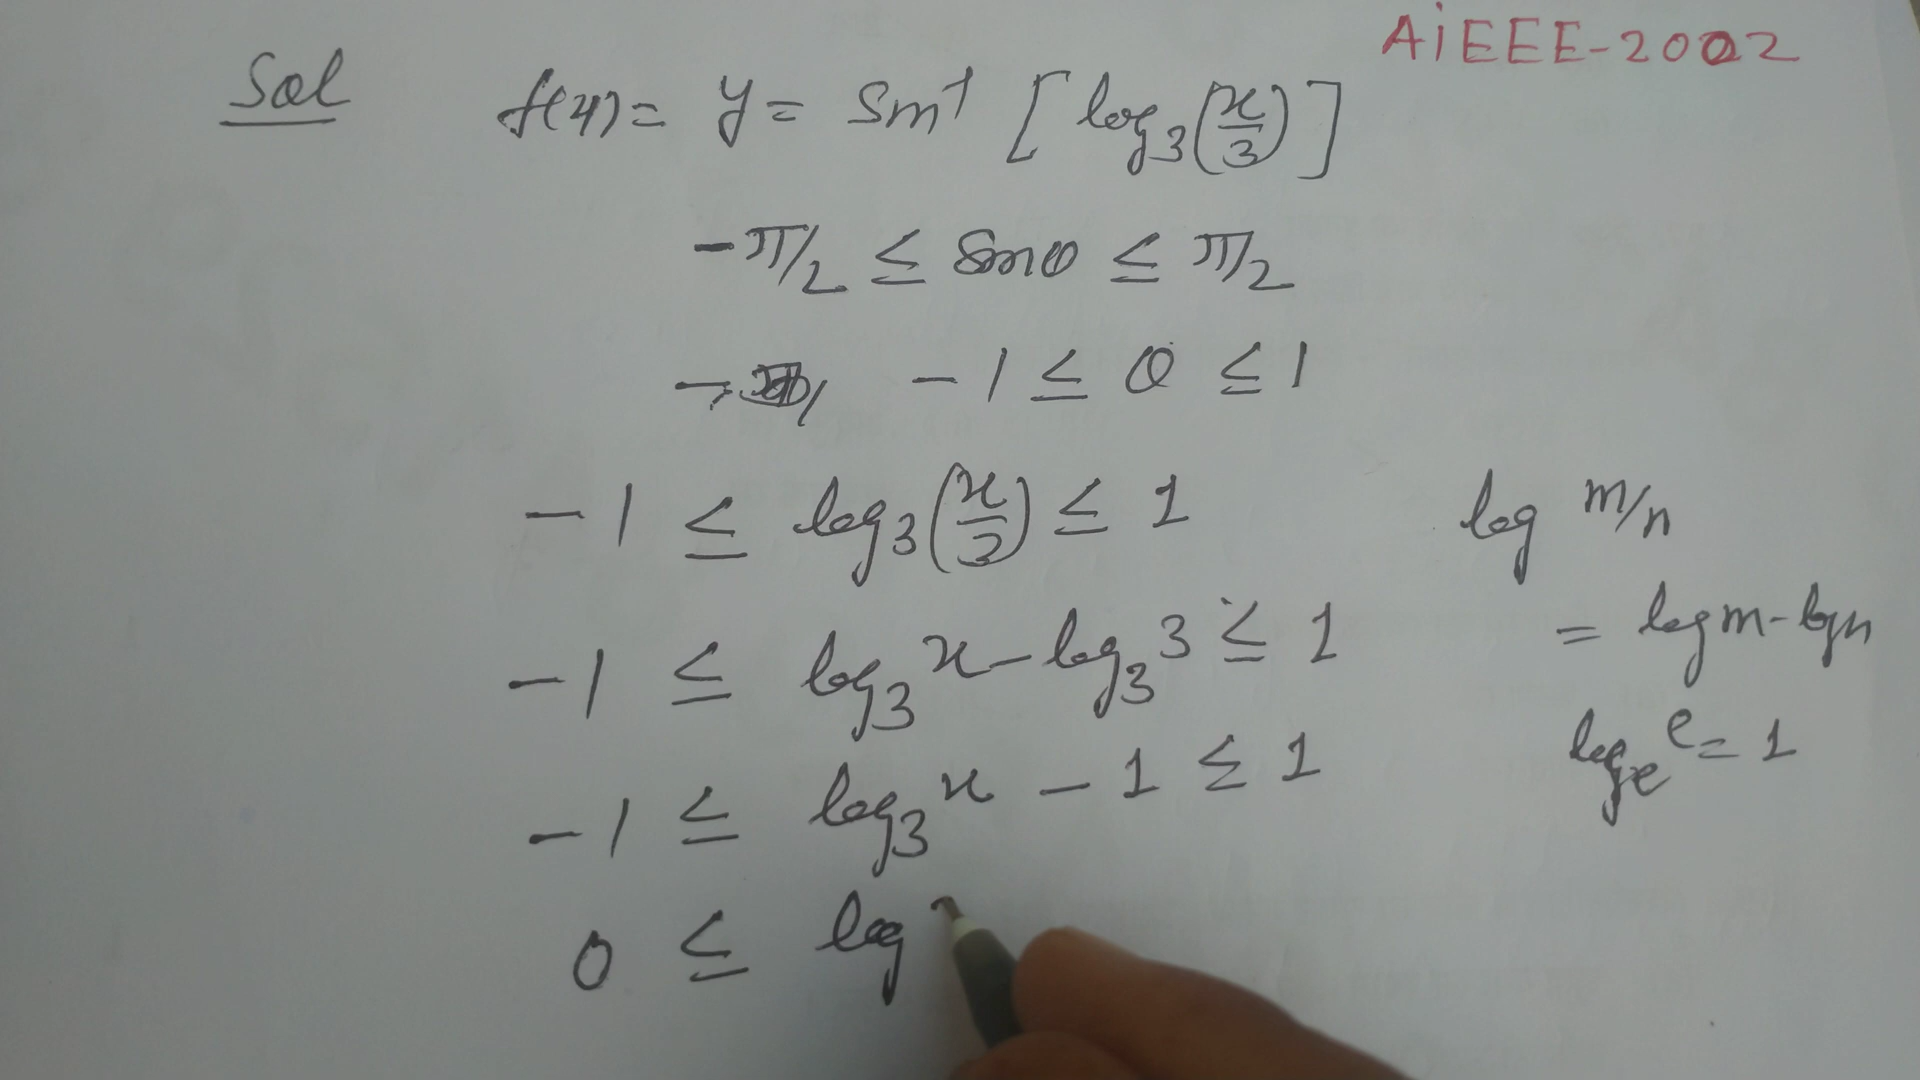 AiEEE-2002
Sol f(x) = y = Sin⁻¹ [log₃(x/3)]
-π/2 ≤ Sinθ ≤ π/2
-1 ≤ θ ≤ 1
-1 ≤ log₃(x/3) ≤ 1
log m/n
-1 ≤ log₃x - log₃3 ≤ 1
= log m - log n
-1 ≤ log₃x - 1 ≤ 1
logₑe = 1
0 ≤ log